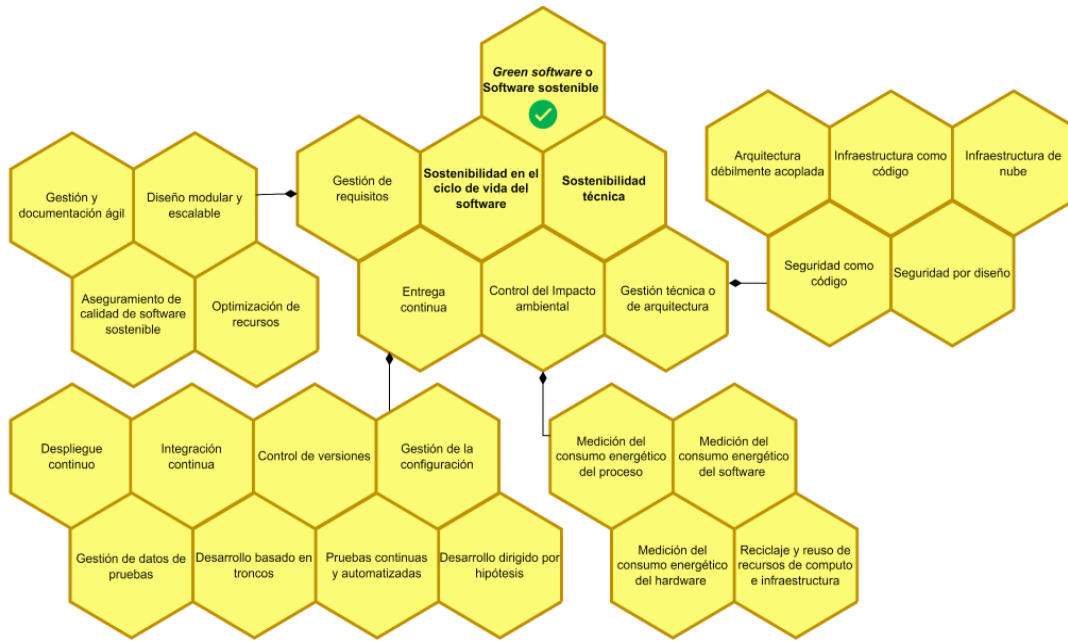 Green software o
Software sostenible
Gestión de
requisitos
Sostenibilidad en el
ciclo de vida del
software
Sostenibilidad
técnica
Entrega
continua
Control del Impacto
ambiental
Gestión técnica o
de arquitectura
Gestión y
documentación ágil
Diseño modular y
escalable
Aseguramiento de
calidad de software
sostenible
Optimización de
recursos
Arquitectura
débilmente acoplada
Infraestructura como
código
Infraestructura de
nube
Seguridad como
código
Seguridad por diseño
Despliegue
continuo
Integración
continua
Control de versiones
Gestión de la
configuración
Gestión de datos de
pruebas
Desarrollo basado en
troncos
Pruebas continuas
y automatizadas
Desarrollo dirigido por
hipótesis
Medición del
consumo energético
del proceso
Medición del
consumo energético
del software
Medición del
consumo energético
del hardware
Reciclaje y reuso de
recursos de computo
e infraestructura